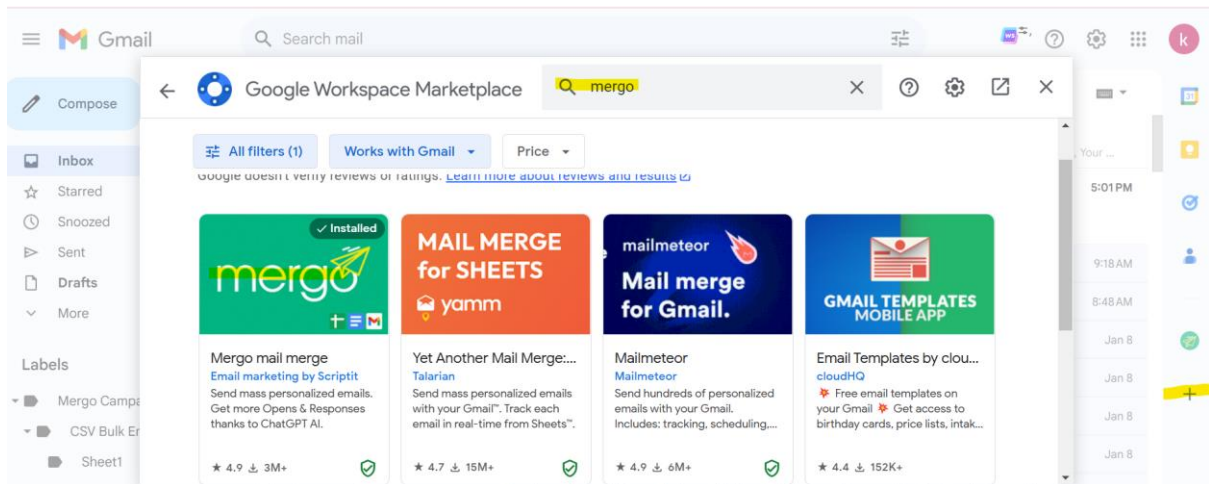 Gmail
Search mail
k
Compose
Google Workspace Marketplace
mergo
31
All filters (1)
Works with Gmail
Price
Inbox
Google doesn't verify reviews or ratings. Learn more about reviews and results
, Your ...
Starred
5:01 PM
Snoozed
Sent
Drafts
More
Installed
mergo
MAIL MERGE
for SHEETS
yamm
mailmeteor
Mail merge
for Gmail.
GMAIL TEMPLATES
MOBILE APP
9:18 AM
8:48 AM
Jan 8
Labels
Mergo mail merge
Email marketing by Scriptit
Send mass personalized emails.
Get more Opens & Responses
thanks to ChatGPT AI.
4.9 3M+
Yet Another Mail Merge:...
Talarian
Send mass personalized emails
with your Gmail™. Track each
email in real-time from Sheets™.
4.7 15M+
Mailmeteor
Mailmeteor
Send hundreds of personalized
emails with your Gmail.
Includes: tracking, scheduling,...
4.9 6M+
Email Templates by clou...
cloudHQ
Free email templates on
your Gmail Get access to
birthday cards, price lists, intak...
4.4 152K+
Jan 8
Mergo Campa
Jan 8
CSV Bulk Er
Sheet1
Jan 8